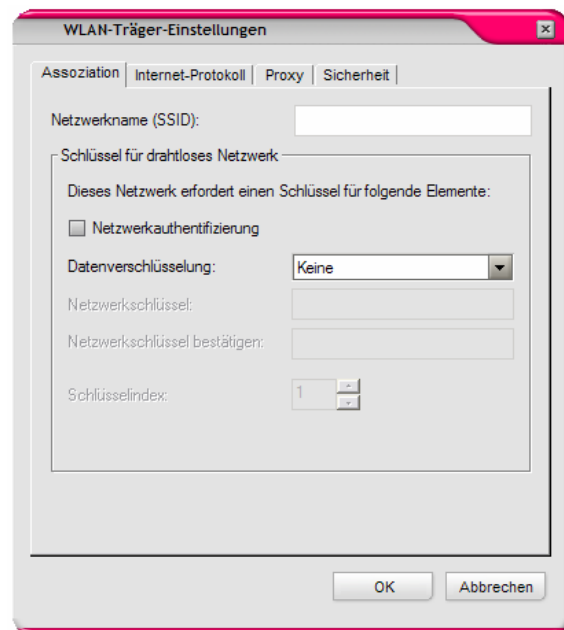 WLAN-Träger-Einstellungen
Assoziation Internet-Protokoll Proxy Sicherheit
Netzwerkname (SSID):
Schlüssel für drahtloses Netzwerk
Dieses Netzwerk erfordert einen Schlüssel für folgende Elemente:
Netzwerkauthentifizierung
Datenverschlüsselung: Keine
Netzwerkschlüssel:
Netzwerkschlüssel bestätigen:
Schlüsselindex: 1
OK Abbrechen